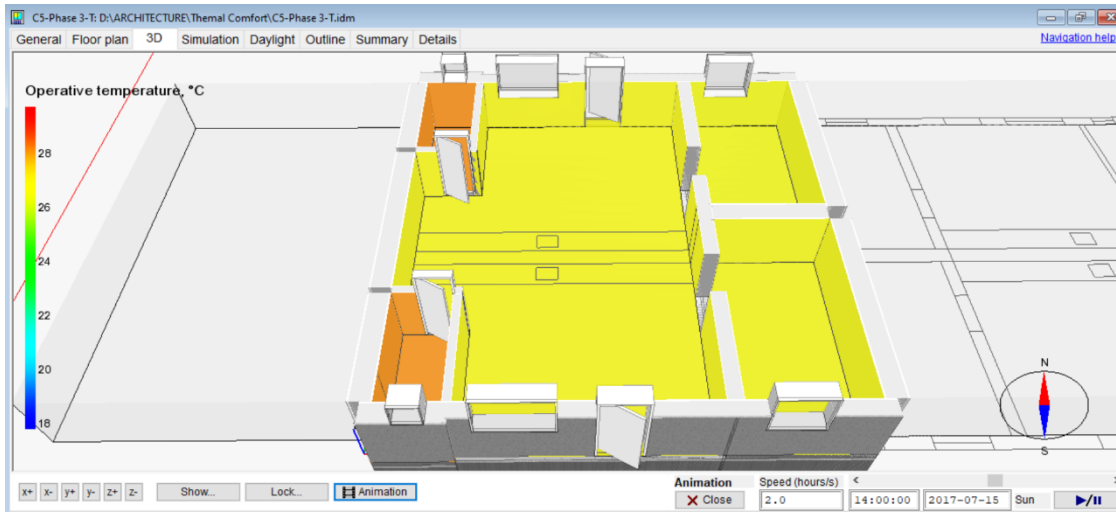 C5-Phase 3-T: D:\ARCHITECTURE\Themal Comfort\C5-Phase 3-T.idm
General Floor plan 3D Simulation Daylight Outline Summary Details Navigation help
Operative temperature, °C
28
26
24
22
20
18
N
S
x+ x- y+ y- z+ z- Show... Lock... Animation
Animation Speed (hours/s) <
Close 2.0 14:00:00 2017-07-15 Sun